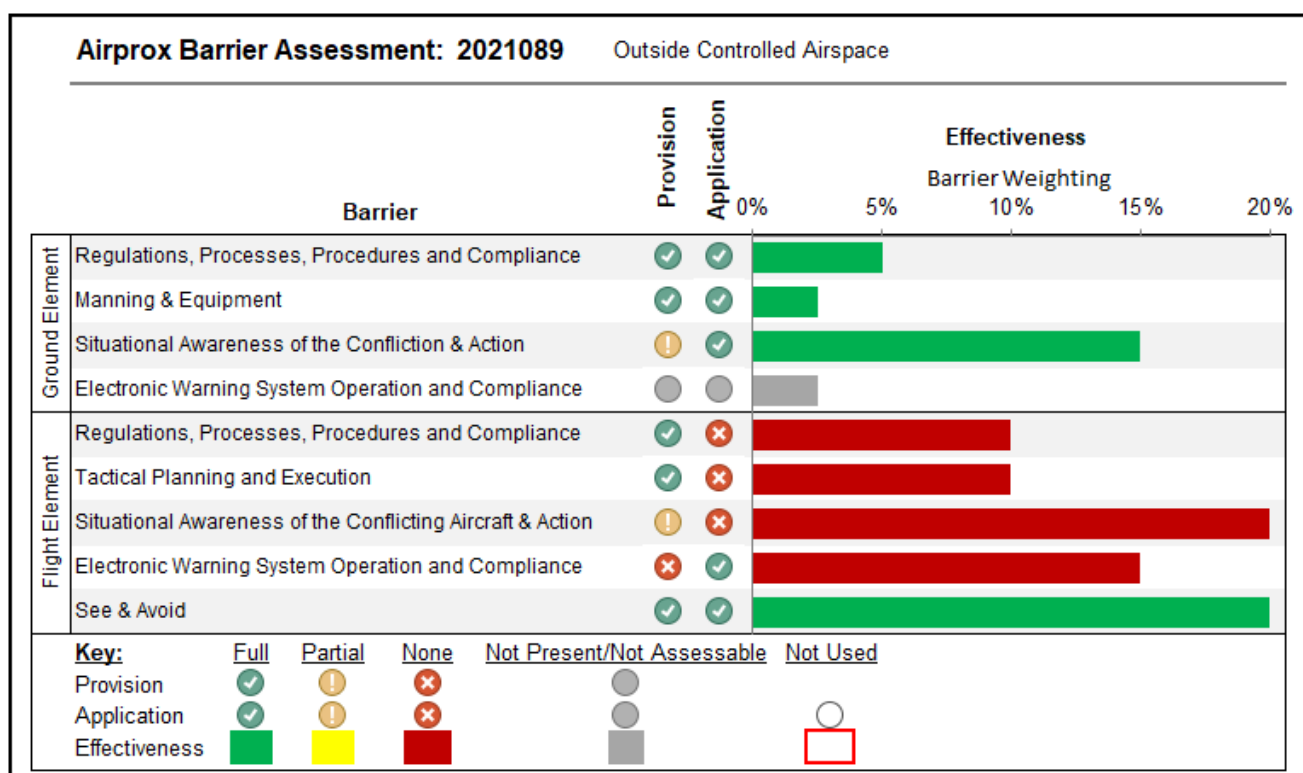 Airprox Barrier Assessment: 2021089 Outside Controlled Airspace
Provision
Application
Effectiveness
Barrier Weighting
Barrier
0% 5% 10% 15% 20%
Ground Element
Regulations, Processes, Procedures and Compliance
Manning & Equipment
Situational Awareness of the Confliction & Action
Electronic Warning System Operation and Compliance
Flight Element
Regulations, Processes, Procedures and Compliance
Tactical Planning and Execution
Situational Awareness of the Conflicting Aircraft & Action
Electronic Warning System Operation and Compliance
See & Avoid
Key: Full Partial None Not Present/Not Assessable Not Used
Provision
Application
Effectiveness